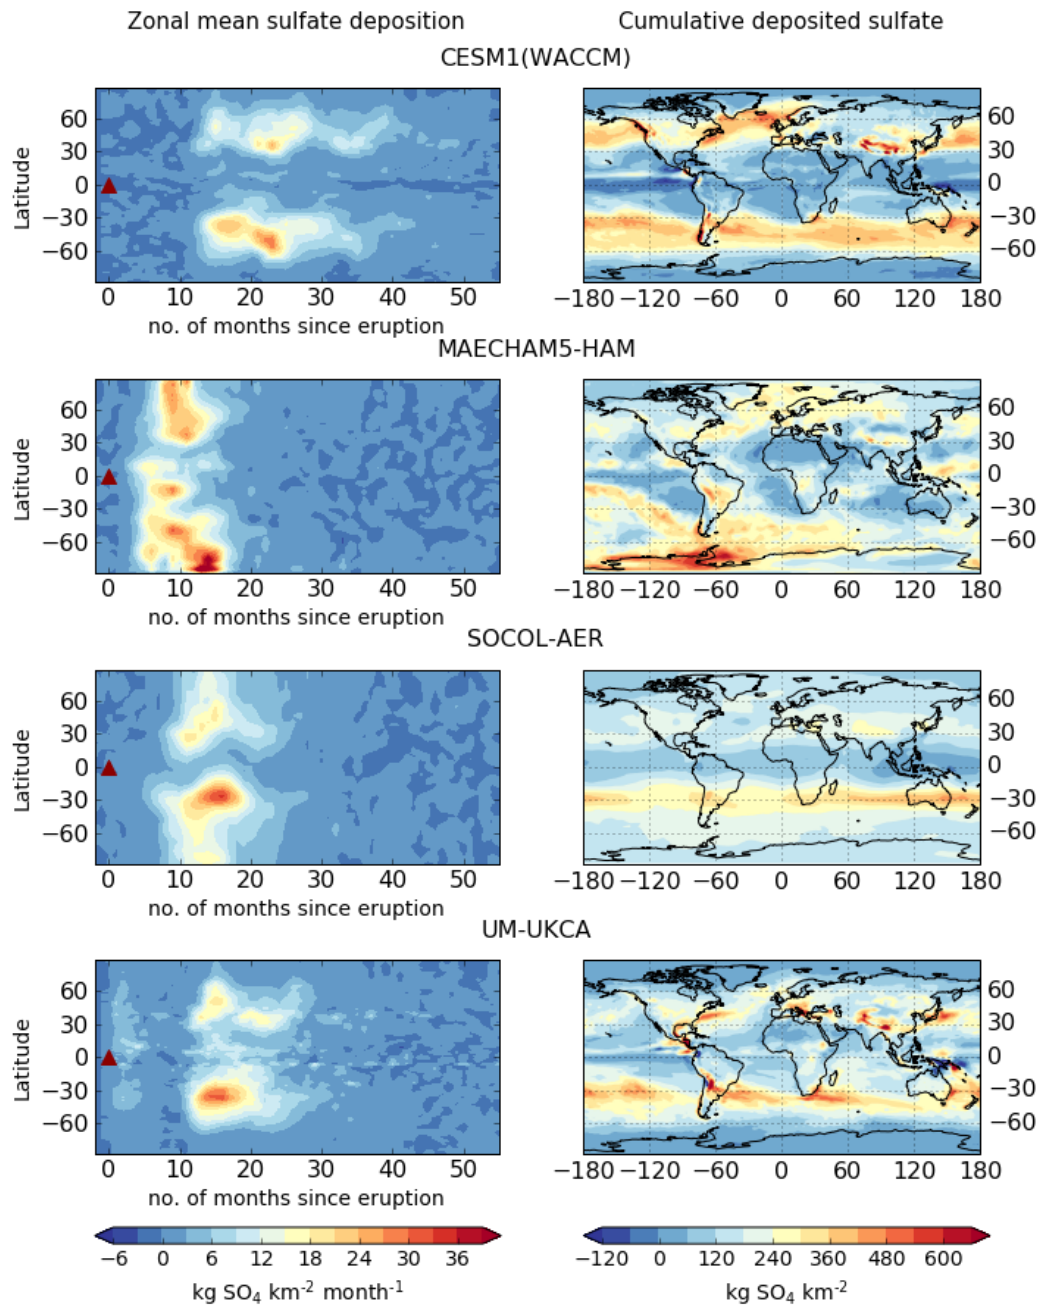 Zonal mean sulfate deposition Cumulative deposited sulfate
CESM1(WACCM)
Latitude
60
30
0
−30
−60
0 10 20 30 40 50
no. of months since eruption
60
30
0
−30
−60
−180 −120 −60 0 60 120 180
MAECHAM5-HAM
Latitude
60
30
0
−30
−60
0 10 20 30 40 50
no. of months since eruption
60
30
0
−30
−60
−180 −120 −60 0 60 120 180
SOCOL-AER
Latitude
60
30
0
−30
−60
0 10 20 30 40 50
no. of months since eruption
60
30
0
−30
−60
−180 −120 −60 0 60 120 180
UM-UKCA
Latitude
60
30
0
−30
−60
0 10 20 30 40 50
no. of months since eruption
60
30
0
−30
−60
−180 −120 −60 0 60 120 180
−6 0 6 12 18 24 30 36
kg SO₄ km⁻² month⁻¹
−120 0 120 240 360 480 600
kg SO₄ km⁻²